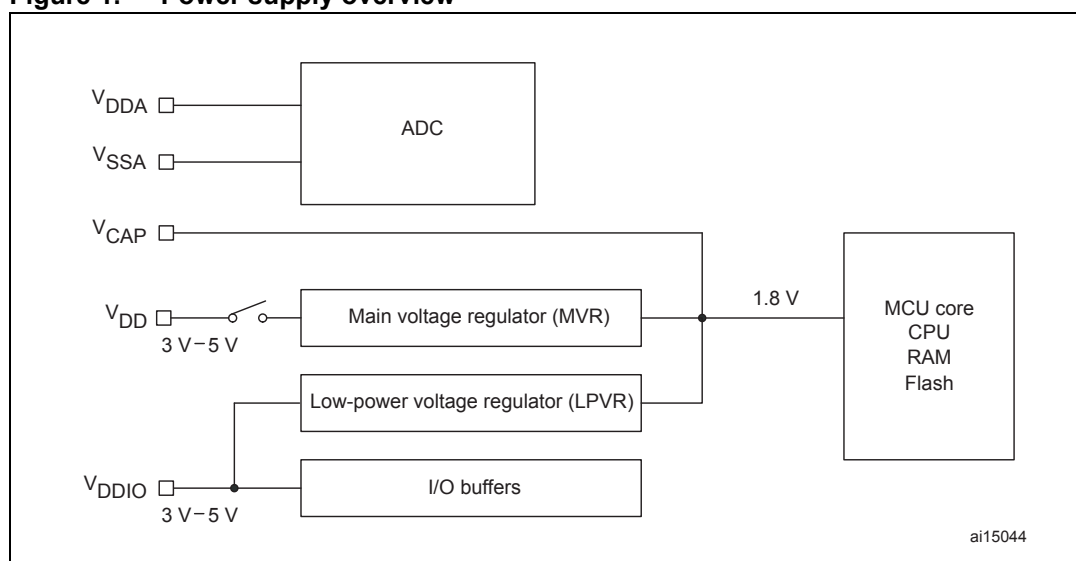 Figure 1. Power supply overview
VDDA
ADC
VSSA
VCAP
1.8 V
MCU core
CPU
RAM
Flash
VDD
3 V–5 V
Main voltage regulator (MVR)
Low-power voltage regulator (LPVR)
VDDIO
3 V–5 V
I/O buffers
ai15044